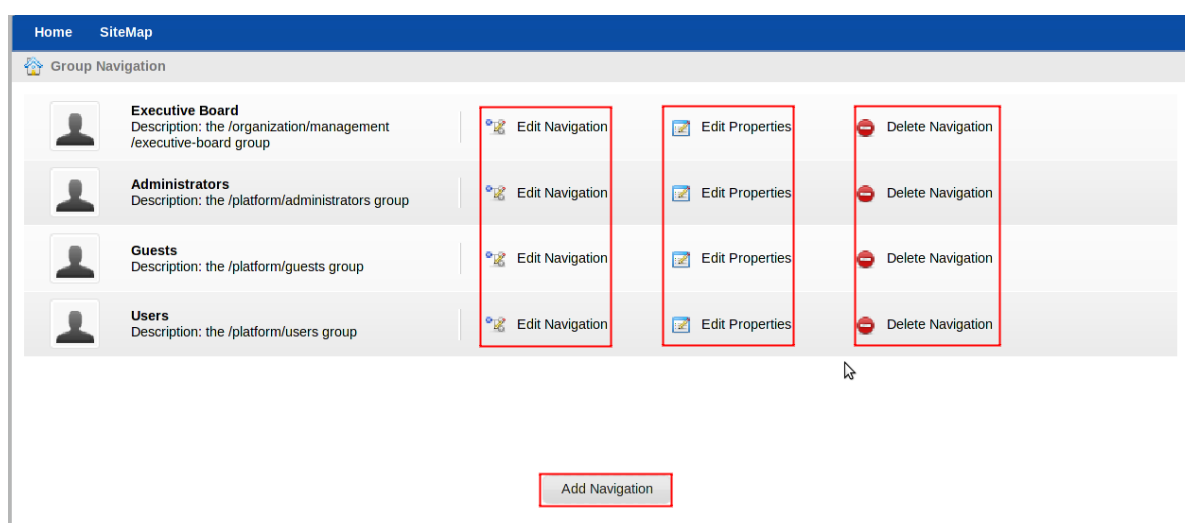 Home SiteMap
Group Navigation
Executive Board
Description: the /organization/management
/executive-board group
Edit Navigation Edit Properties Delete Navigation
Administrators
Description: the /platform/administrators group
Edit Navigation Edit Properties Delete Navigation
Guests
Description: the /platform/guests group
Edit Navigation Edit Properties Delete Navigation
Users
Description: the /platform/users group
Edit Navigation Edit Properties Delete Navigation
Add Navigation